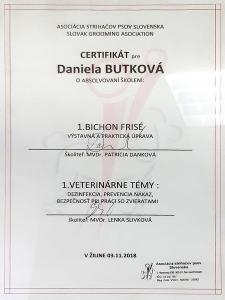 ASOCIÁCIA STRIHAČOV PSOV SLOVENSKA
SLOVAK GROOMING ASSOCIATION
CERTIFIKÁT pre
Daniela BUTKOVÁ
O ABSOLVOVANÍ ŠKOLENÍ:
1.BICHON FRISÉ
VÝSTAVNÁ A PRAKTICKÁ ÚPRAVA
školiteľ: MVDr. PATRÍCIA DANKOVÁ
1.VETERINÁRNE TÉMY :
DEZINFEKCIA, PREVENCIA NÁKAZ,
BEZPEČNOSŤ PRI PRÁCI SO ZVIERATAMI
školiteľ: MVDr. LENKA SLIVKOVÁ
V ŽILINE 03.11.2018
Asociácia strihačov psov
Slovenska